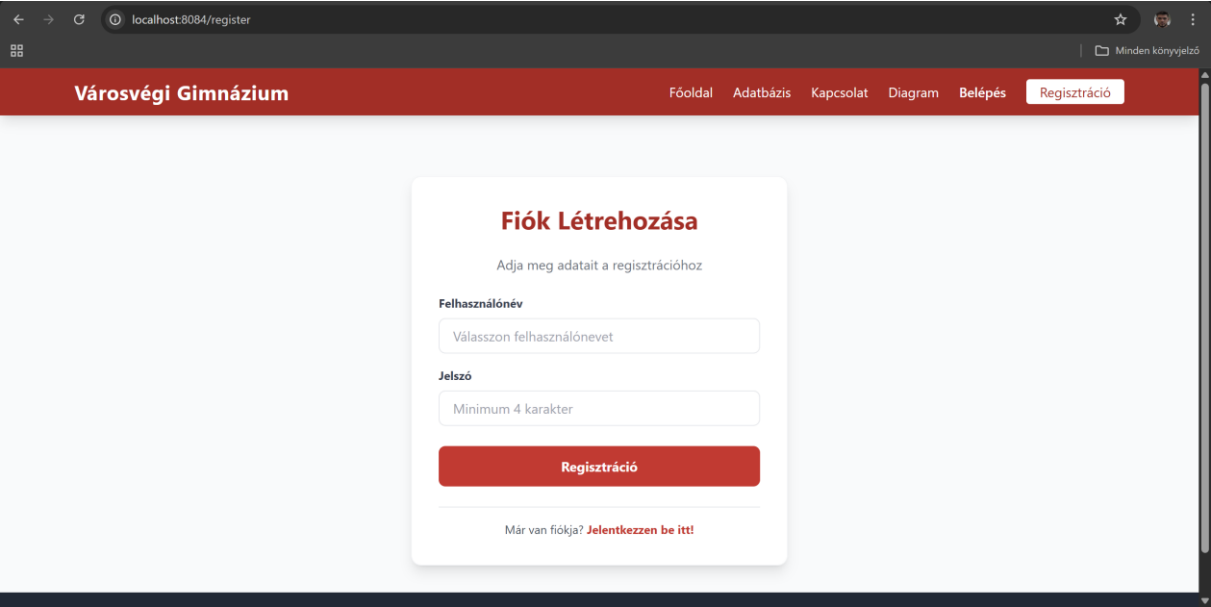 localhost:8084/register
Minden könyvjelző
Városvégi Gimnázium
Főoldal Adatbázis Kapcsolat Diagram Belépés Regisztráció
Fiók Létrehozása
Adja meg adatait a regisztrációhoz
Felhasználónév
Válasszon felhasználónevet
Jelszó
Minimum 4 karakter
Regisztráció
Már van fiókja? Jelentkezzen be itt!